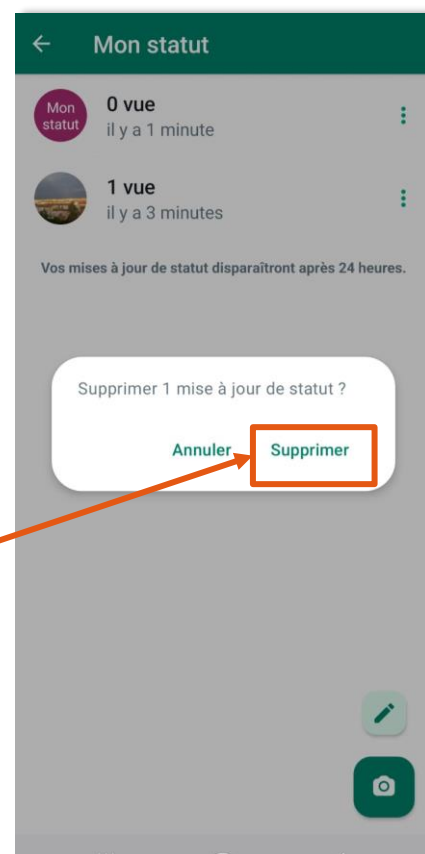 Mon statut
Mon
statut
0 vue
il y a 1 minute
1 vue
il y a 3 minutes
Vos mises à jour de statut disparaîtront après 24 heures.
Supprimer 1 mise à jour de statut ?
Annuler Supprimer